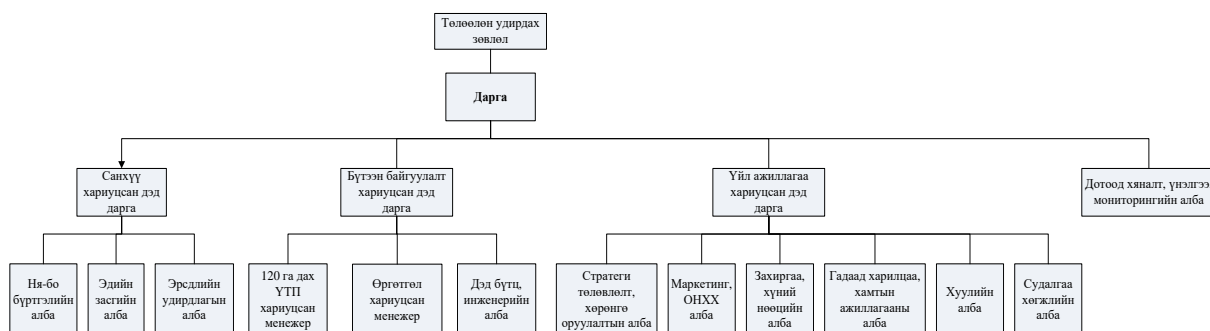 Төлөөлөн удирдах
зөвлөл
Дарга
Санхүү
хариуцсан дэд
дарга
Бүтээн байгуулалт
хариуцсан дэд
дарга
Үйл ажиллагаа
хариуцсан дэд
дарга
Дотоод хяналт, үнэлгээ
мониторингийн алба
Ня-бо
бүртгэлийн
алба
Эдийн
засгийн
алба
Эрсдлийн
удирдлагын
алба
120 га дах
ҮТП
хариуцсан
менежер
Өргөтгөл
хариуцсан
менежер
Дэд бүтц,
инженерийн
алба
Стратеги
төлөвлөлт,
хөрөнгө
оруулалтын алба
Маркетинг,
ОНХХ
алба
Захиргаа,
хүний
нөөцийн
алба
Гадаад харилцаа,
хамтын
ажиллагааны алба
Хуулийн
алба
Судалгаа
хөгжлийн
алба